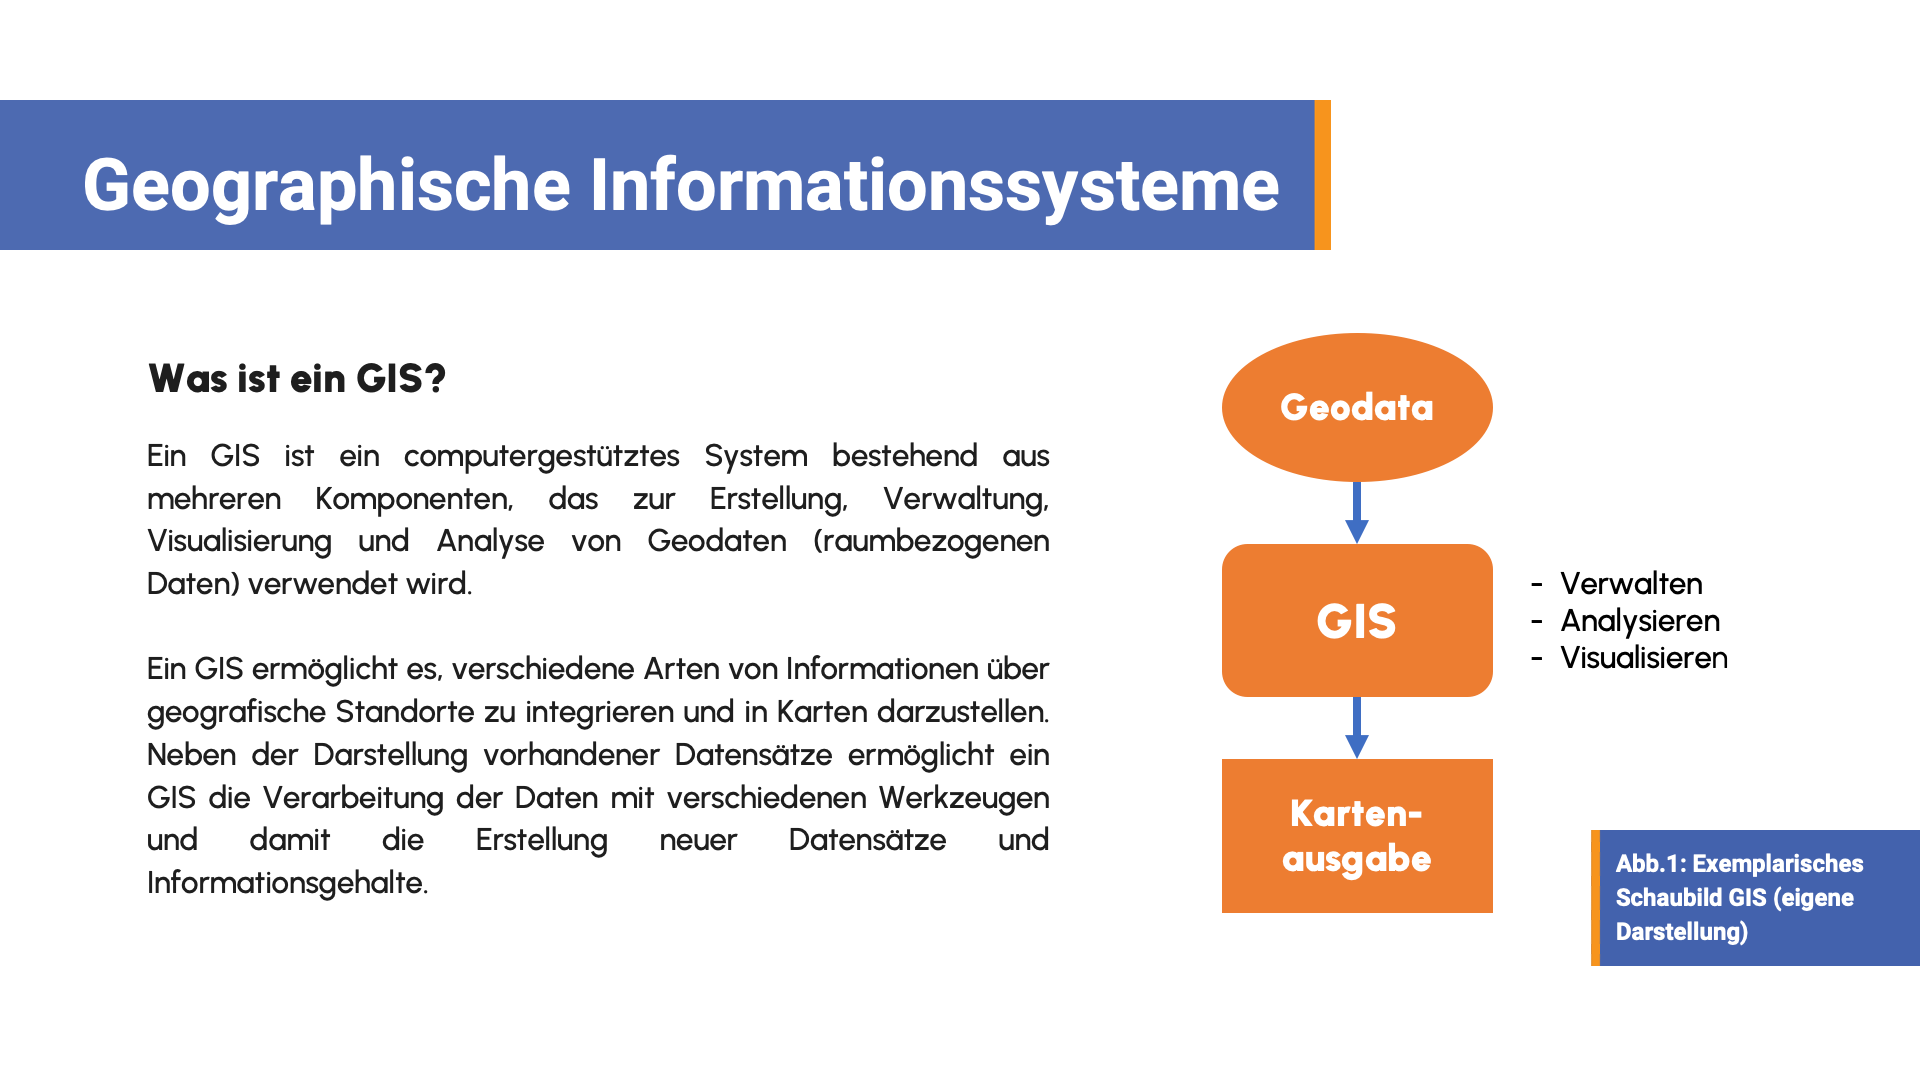 Geographische Informationssysteme
Was ist ein GIS?
Ein GIS ist ein computergestütztes System bestehend aus
mehreren Komponenten, das zur Erstellung, Verwaltung,
Visualisierung und Analyse von Geodaten (raumbezogenen
Daten) verwendet wird.
Ein GIS ermöglicht es, verschiedene Arten von Informationen über
geografische Standorte zu integrieren und in Karten darzustellen.
Neben der Darstellung vorhandener Datensätze ermöglicht ein
GIS die Verarbeitung der Daten mit verschiedenen Werkzeugen
und damit die Erstellung neuer Datensätze und
Informationsgehalte.
Geodata
GIS
- Verwalten
- Analysieren
- Visualisieren
Karten-
ausgabe
Abb.1: Exemplarisches
Schaubild GIS (eigene
Darstellung)